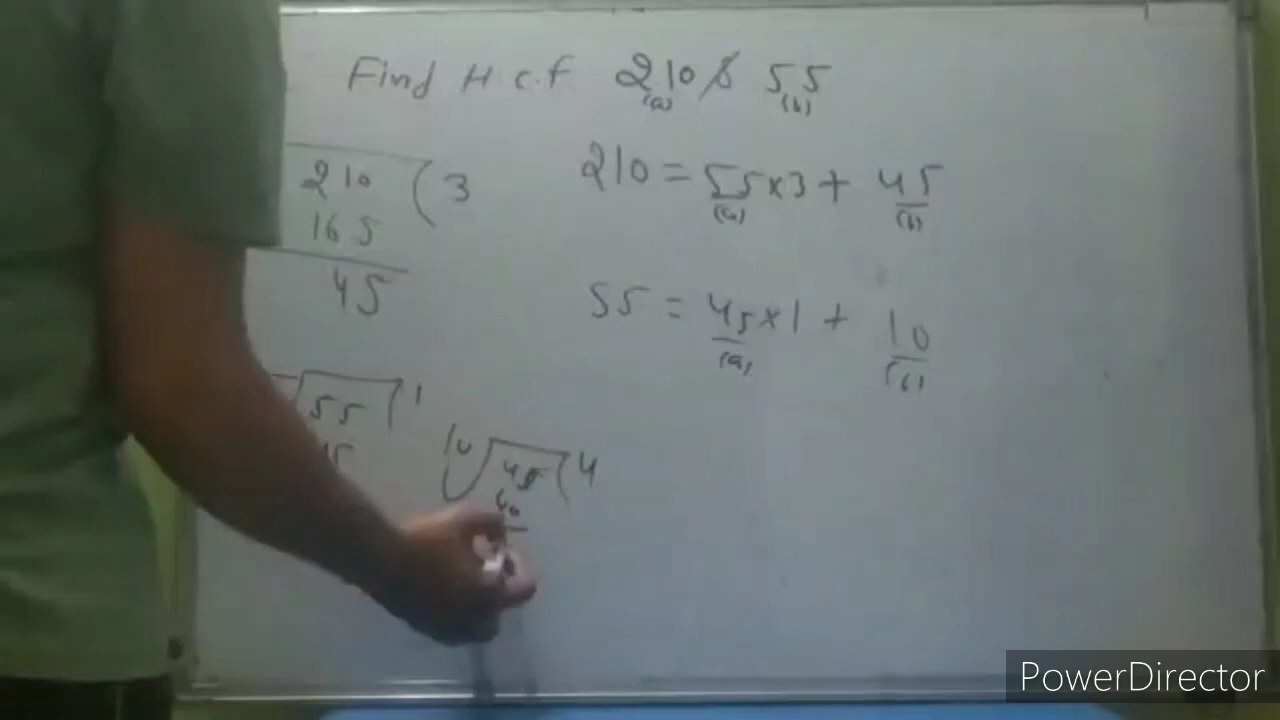 Find H.C.F 210 & 55
(a) (b)
210 ( 3
165
45
210 = 55 x 3 + 45
(a) (b)
55 = 45 x 1 + 10
(a) (b)
55 ( 1
10 45 ( 4
40
PowerDirector